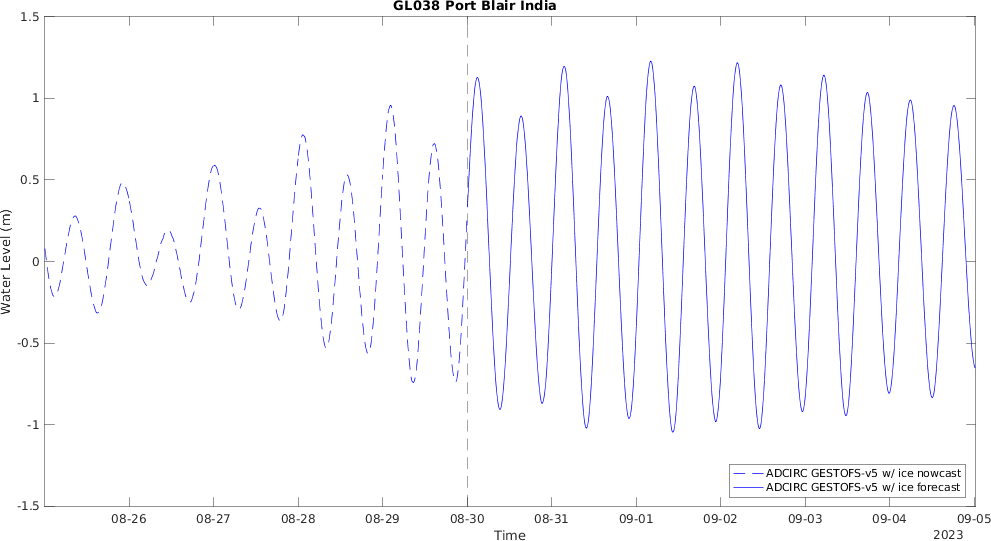 GL038 Port Blair India
1.5
1
0.5
0
-0.5
-1
-1.5
Water Level (m)
08-26 08-27 08-28 08-29 08-30 08-31 09-01 09-02 09-03 09-04 09-05
Time
2023
ADCIRC GESTOFS-v5 w/ ice nowcast
ADCIRC GESTOFS-v5 w/ ice forecast